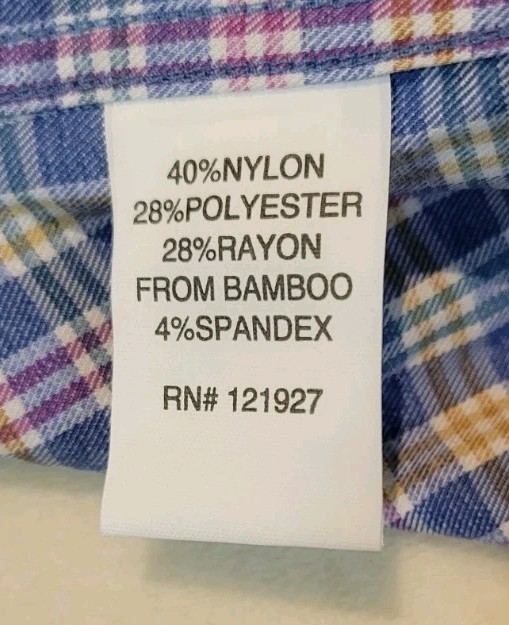 40%NYLON
28%POLYESTER
28%RAYON
FROM BAMBOO
4%SPANDEX
RN# 121927